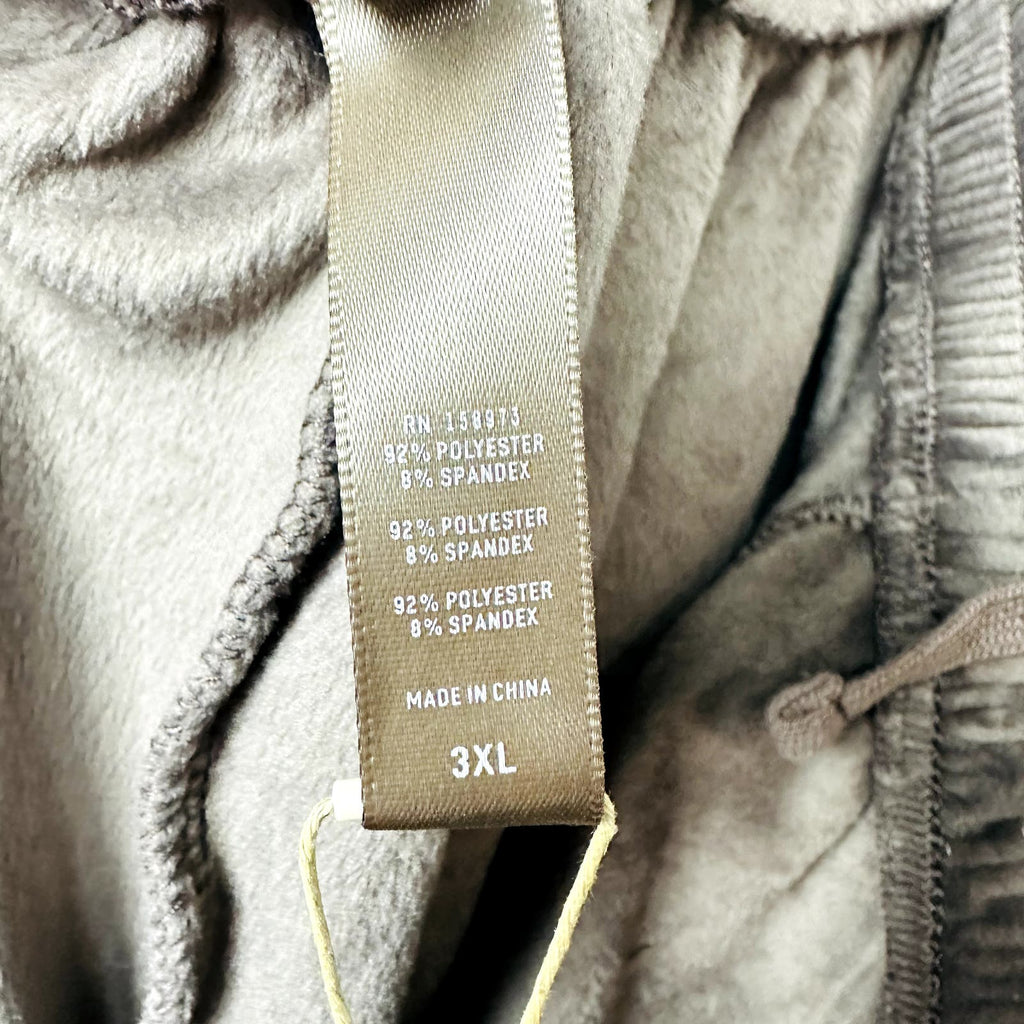 RN 158973
92% POLYESTER
8% SPANDEX
92% POLYESTER
8% SPANDEX
92% POLYESTER
8% SPANDEX
MADE IN CHINA
3XL